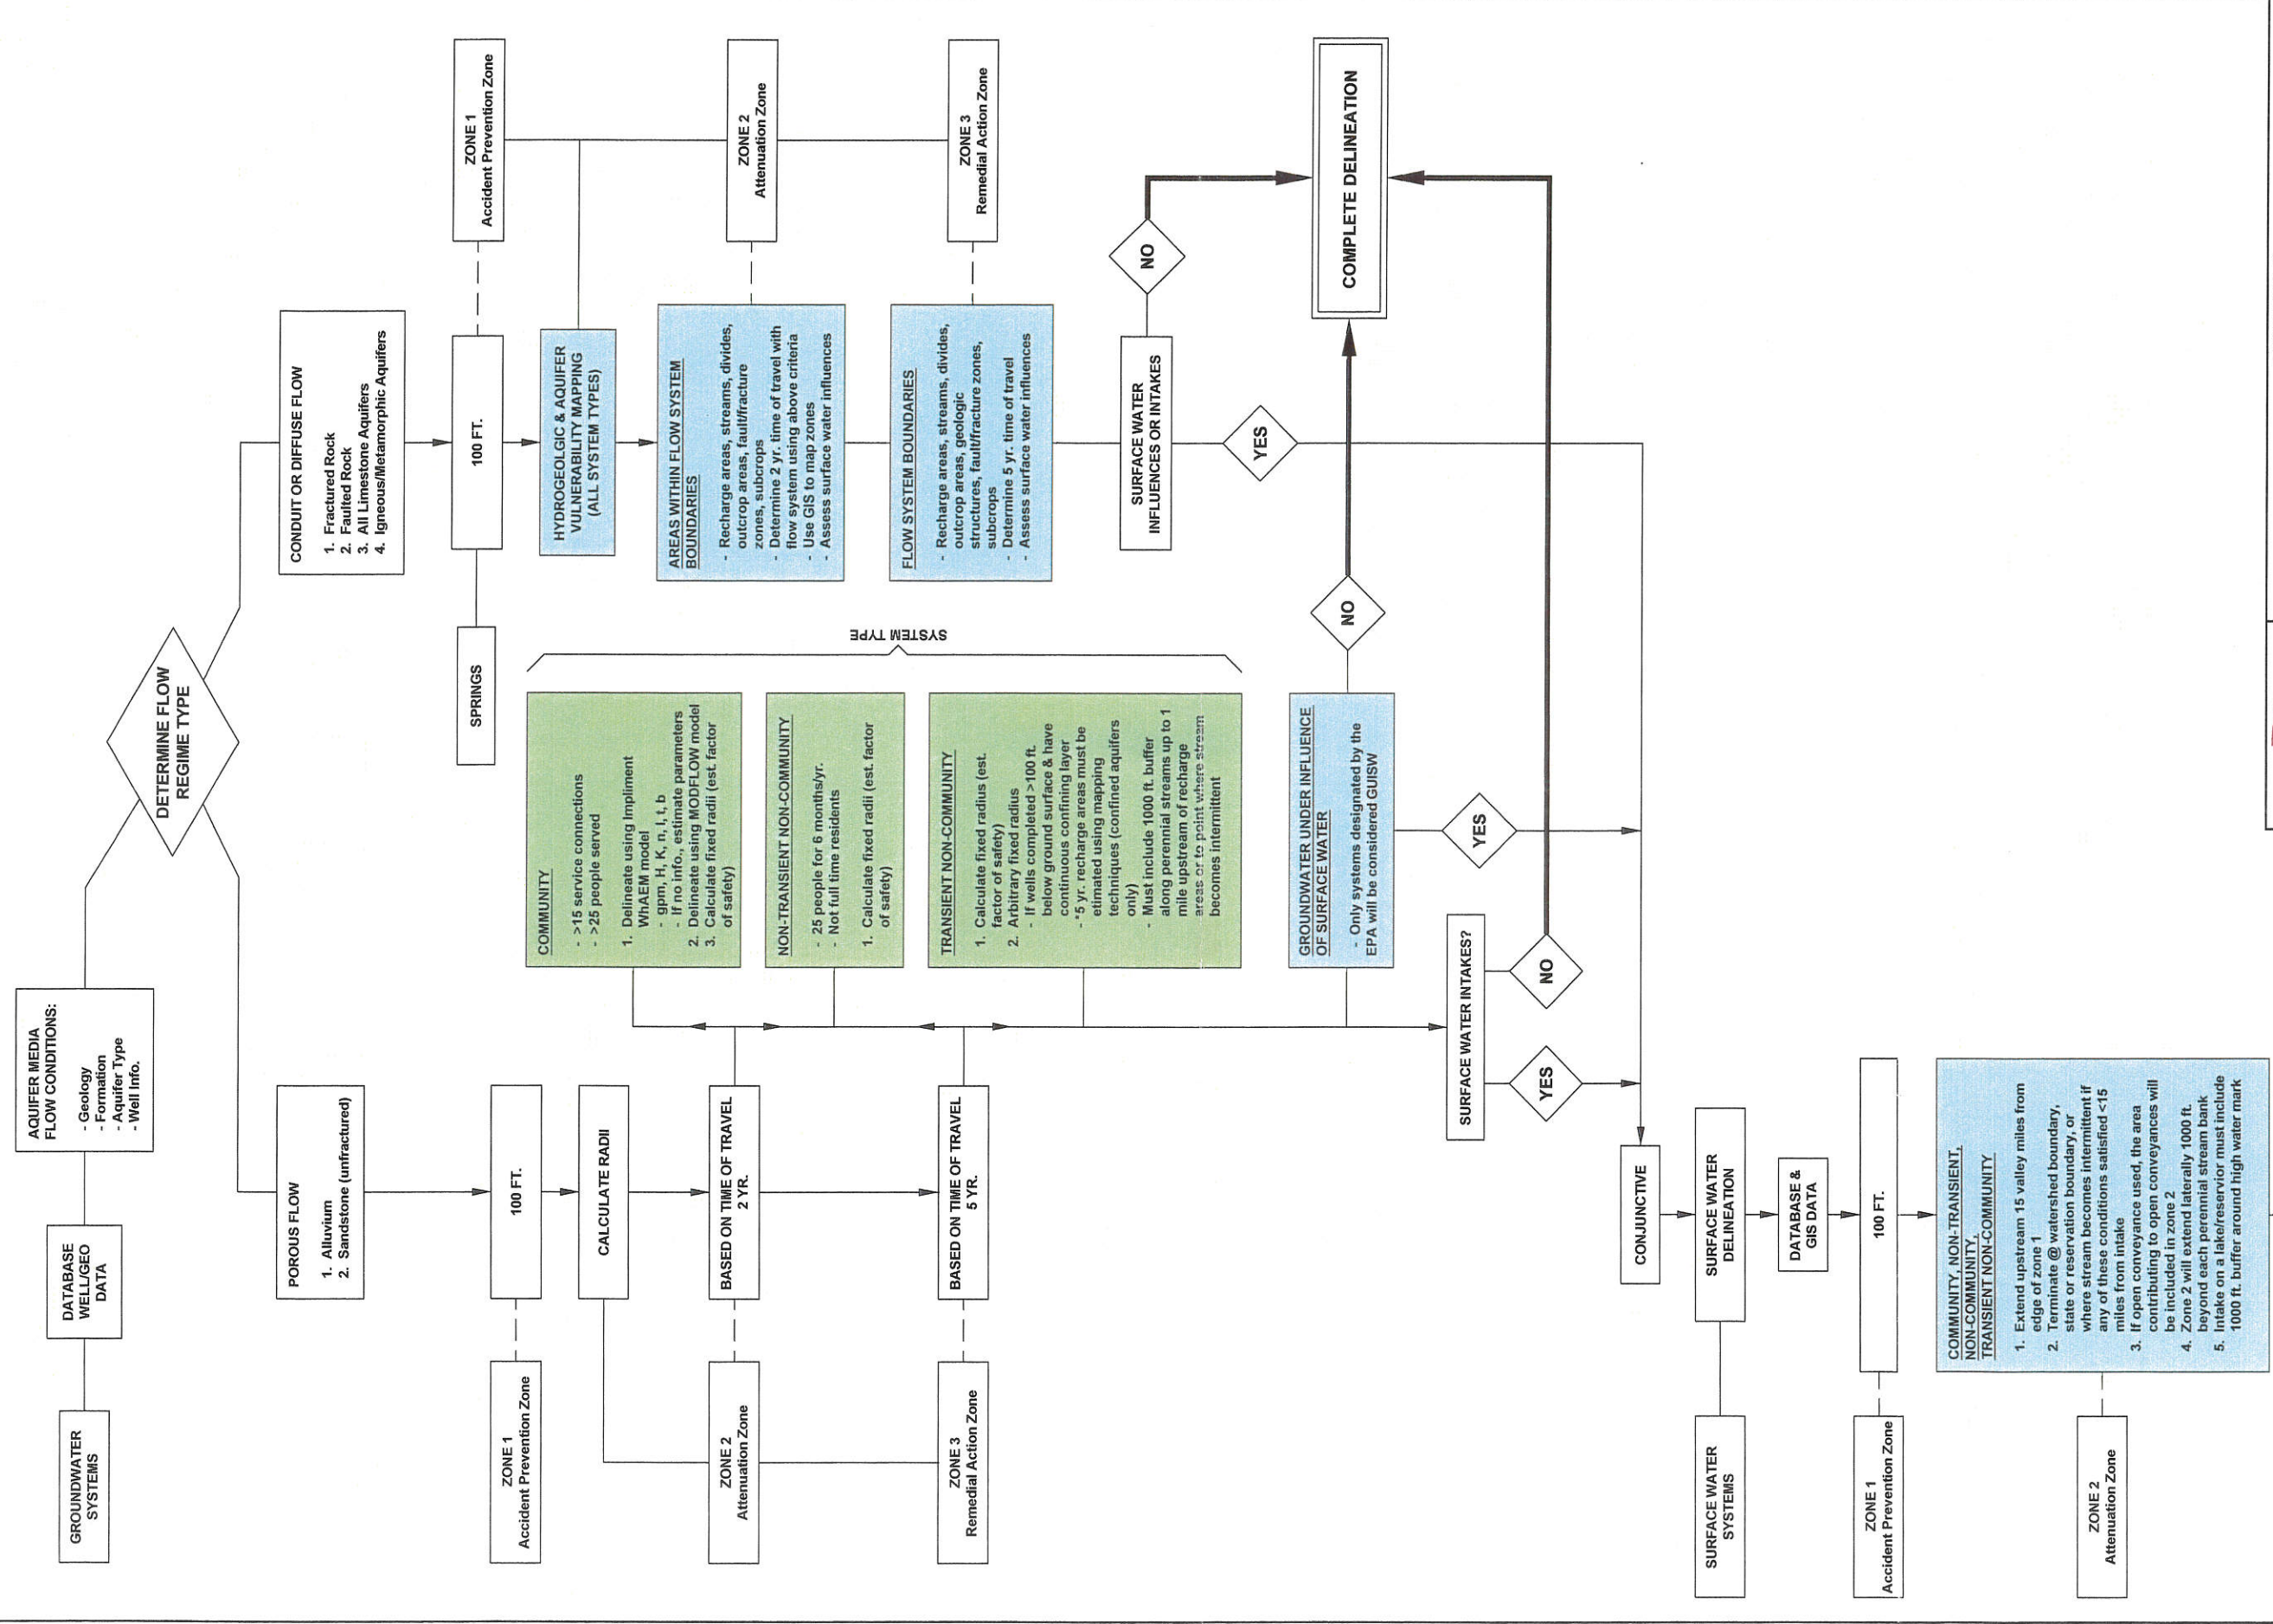 GROUNDWATER
SYSTEMS
DATABASE
WELL/GEO
DATA
AQUIFER MEDIA
FLOW CONDITIONS:
- Geology
- Formation
- Aquifer Type
- Well Info.
DETERMINE FLOW
REGIME TYPE
POROUS FLOW
1. Alluvium
2. Sandstone (unfractured)
CONDUIT OR DIFFUSE FLOW
1. Fractured Rock
2. Faulted Rock
3. All Limestone Aquifers
4. Igneous/Metamorphic Aquifers
ZONE 1
Accident Prevention Zone
100 FT.
CALCULATE RADII
ZONE 2
Attenuation Zone
BASED ON TIME OF TRAVEL
2 YR.
ZONE 3
Remedial Action Zone
BASED ON TIME OF TRAVEL
5 YR.
SPRINGS
100 FT.
ZONE 1
Accident Prevention Zone
HYDROGEOLOGIC & AQUIFER
VULNERABILITY MAPPING
(ALL SYSTEM TYPES)
AREAS WITHIN FLOW SYSTEM
BOUNDARIES
- Recharge areas, streams, divides,
outcrop areas, fault/fracture
zones, subcrops
- Determine 2 yr. time of travel with
flow system using above criteria
- Use GIS to map zones
- Assess surface water influences
ZONE 2
Attenuation Zone
FLOW SYSTEM BOUNDARIES
- Recharge areas, streams, divides,
outcrop areas, geologic
structures, fault/fracture zones,
subcrops
- Determine 5 yr. time of travel
- Assess surface water influences
ZONE 3
Remedial Action Zone
SYSTEM TYPE
COMMUNITY
- >15 service connections
- >25 people served
1. Delineate using Impliment
WhAEM model
- gpm, H, K, n, I, t, b
- If no info., estimate parameters
2. Delineate using MODFLOW model
3. Calculate fixed radii (est. factor
of safety)
NON-TRANSIENT NON-COMMUNITY
- 25 people for 6 months/yr.
- Not full time residents
1. Calculate fixed radii (est. factor
of safety)
TRANSIENT NON-COMMUNITY
1. Calculate fixed radius (est.
factor of safety)
2. Arbitrary fixed radius
- If wells completed >100 ft.
below ground surface & have
continuous confining layer
- *5 yr. recharge areas must be
etimated using mapping
techniques (confined aquifers
only)
- Must include 1000 ft. buffer
along perennial streams up to 1
mile upstream of recharge
areas or to point where stream
becomes intermittent
GROUNDWATER UNDER INFLUENCE
OF SURFACE WATER
- Only systems designated by the
EPA will be considered GUISW
SURFACE WATER
INFLUENCES OR INTAKES
NO
YES
NO
YES
COMPLETE DELINEATION
SURFACE WATER INTAKES?
YES
NO
CONJUNCTIVE
SURFACE WATER
SYSTEMS
SURFACE WATER
DELINEATION
DATABASE &
GIS DATA
ZONE 1
Accident Prevention Zone
100 FT.
ZONE 2
Attenuation Zone
COMMUNITY, NON-TRANSIENT,
NON-COMMUNITY,
TRANSIENT NON-COMMUNITY
1. Extend upstream 15 valley miles from
edge of zone 1
2. Terminate @ watershed boundary,
state or reservation boundary, or
where stream becomes intermittent if
any of these conditions satisfied <15
miles from intake
3. If open conveyance used, the area
contributing to open conveyances will
be included in zone 2
4. Zone 2 will extend laterally 1000 ft.
beyond each perennial stream bank
5. Intake on a lake/reservior must include
1000 ft. buffer around high water mark